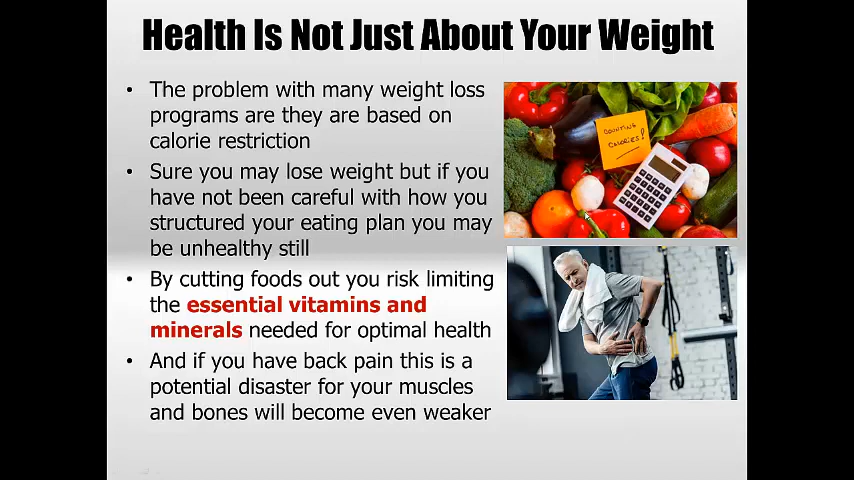 Health Is Not Just About Your Weight
• The problem with many weight loss
programs are they are based on
calorie restriction
• Sure you may lose weight but if you
have not been careful with how you
structured your eating plan you may
be unhealthy still
• By cutting foods out you risk limiting
the essential vitamins and
minerals needed for optimal health
• And if you have back pain this is a
potential disaster for your muscles
and bones will become even weaker
COUNTING
CALORIES!